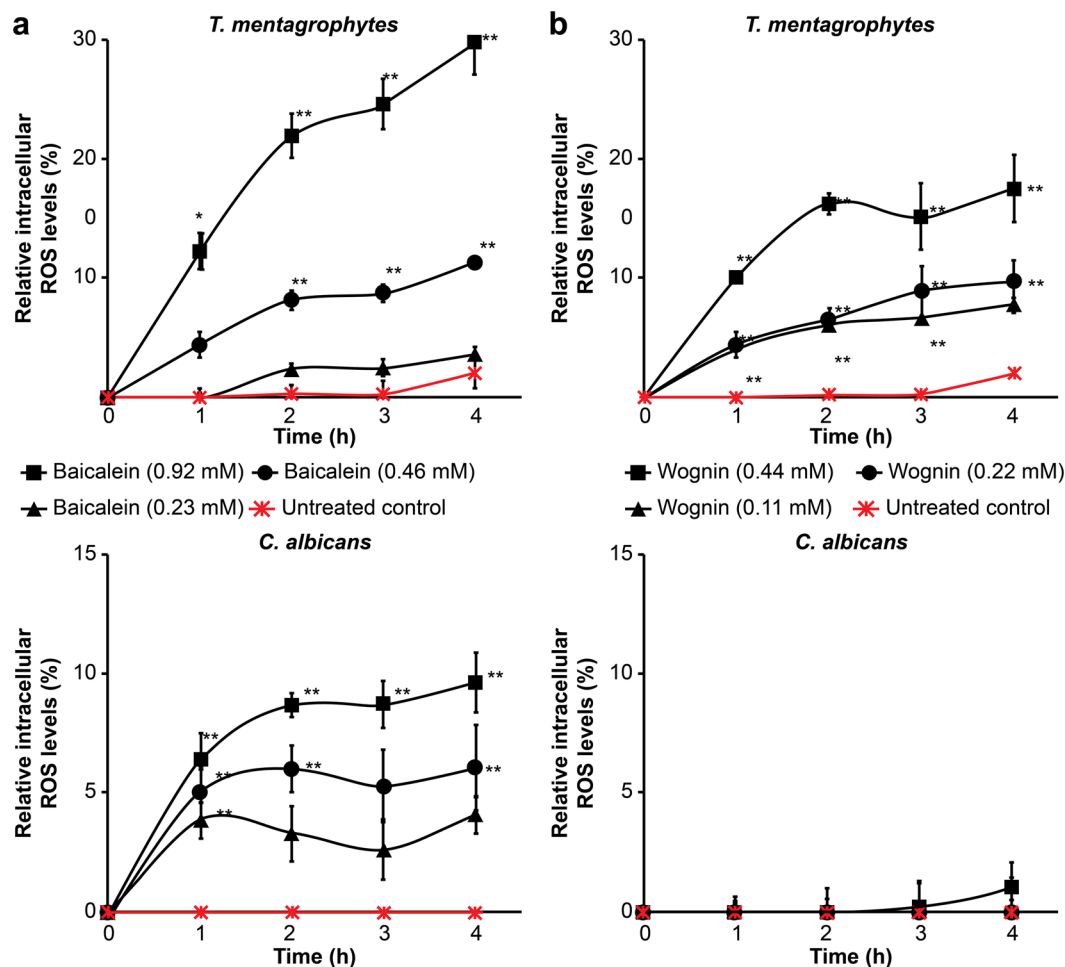 a
T. mentagrophytes
Relative intracellular
ROS levels (%)
30
20
0
10
*
**
**
**
**
**
**
0
1
2
3
4
Time (h)
Baicalein (0.92 mM)
Baicalein (0.46 mM)
Baicalein (0.23 mM)
Untreated control
C. albicans
Relative intracellular
ROS levels (%)
15
10
5
0
**
**
**
**
**
**
**
**
0
1
2
3
4
Time (h)
b
T. mentagrophytes
Relative intracellular
ROS levels (%)
30
20
0
10
**
**
**
**
**
**
**
**
**
**
**
0
1
2
3
4
Time (h)
Wognin (0.44 mM)
Wognin (0.22 mM)
Wognin (0.11 mM)
Untreated control
C. albicans
Relative intracellular
ROS levels (%)
15
10
5
0
0
1
2
3
4
Time (h)